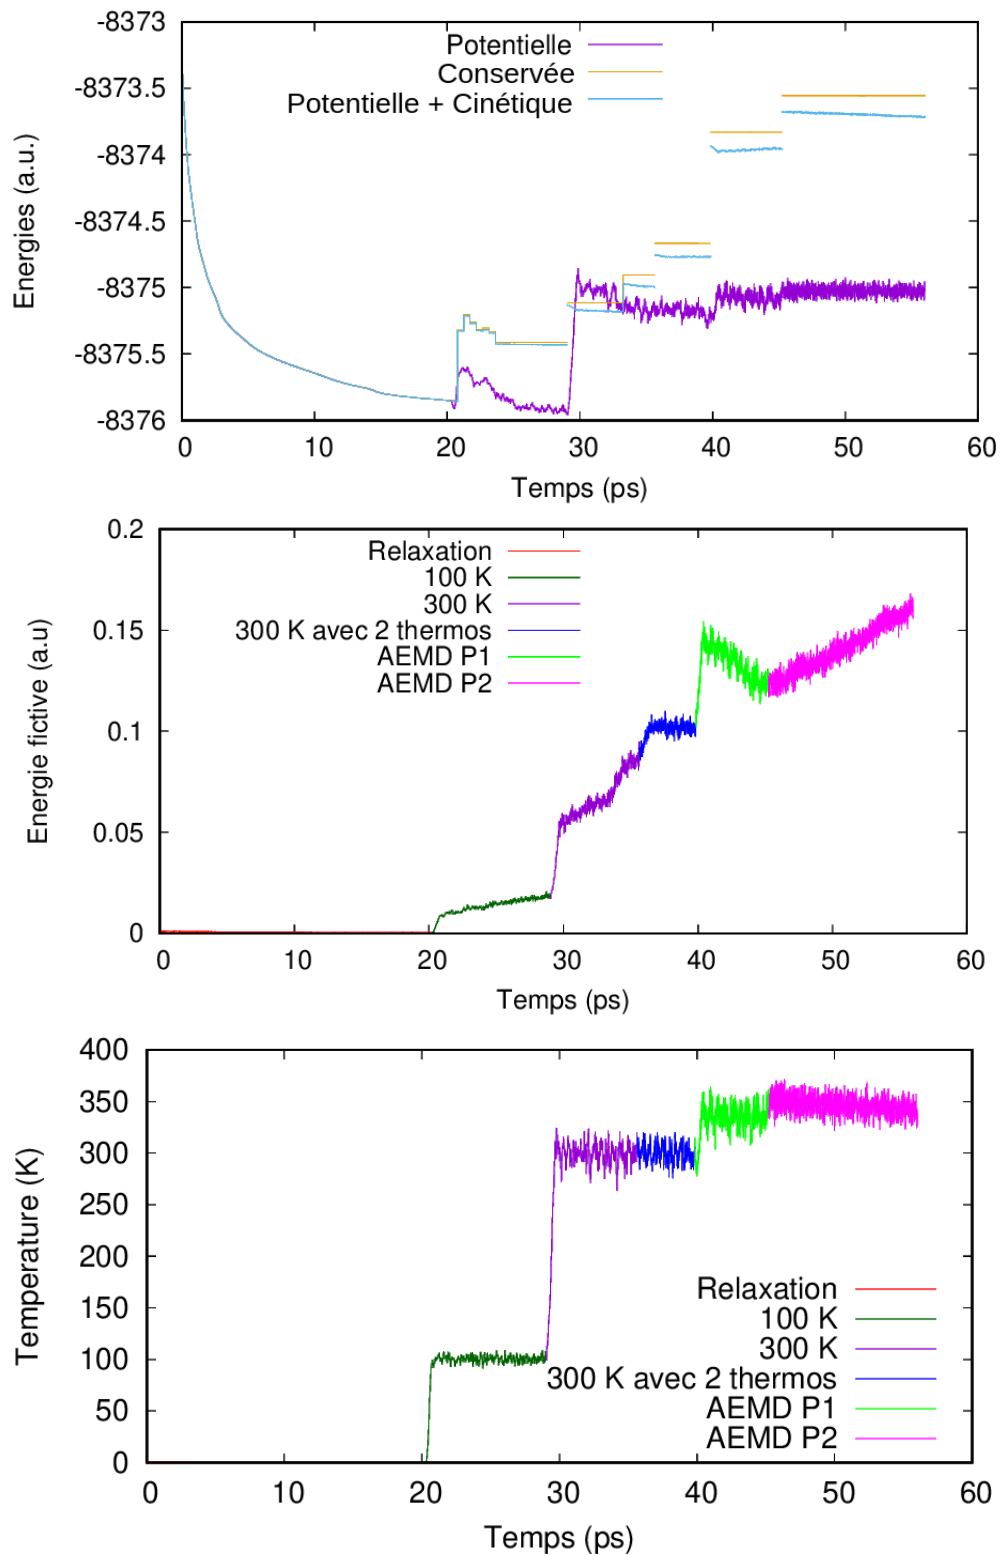 -8373
-8373.5
-8374
-8374.5
-8375
-8375.5
-8376
Energies (a.u.)
Potentielle
Conservée
Potentielle + Cinétique
0 10 20 30 40 50 60
Temps (ps)
0.2
0.15
0.1
0.05
0
Energie fictive (a.u)
Relaxation
100 K
300 K
300 K avec 2 thermos
AEMD P1
AEMD P2
0 10 20 30 40 50 60
Temps (ps)
400
350
300
250
200
150
100
50
0
Temperature (K)
Relaxation
100 K
300 K
300 K avec 2 thermos
AEMD P1
AEMD P2
0 10 20 30 40 50 60
Temps (ps)